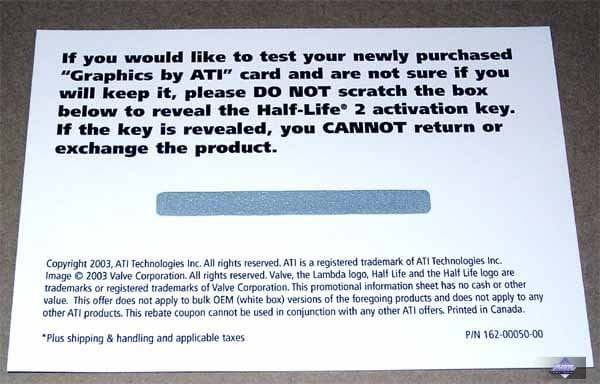 If you would like to test your newly purchased
“Graphics by ATI” card and are not sure if you
will keep it, please DO NOT scratch the box
below to reveal the Half-Life® 2 activation key.
If the key is revealed, you CANNOT return or
exchange the product.
Copyright 2003, ATI Technologies Inc. All rights reserved. ATI is a registered trademark of ATI Technologies Inc.
Image © 2003 Valve Corporation. All rights reserved. Valve, the Lambda logo, Half Life and the Half Life logo are
trademarks or registered trademarks of Valve Corporation. This promotional information sheet has no cash or other
value. This offer does not apply to bulk OEM (white box) versions of the foregoing products and does not apply to any
other ATI products. This rebate coupon cannot be used in conjunction with any other ATI offers. Printed in Canada.
*Plus shipping & handling and applicable taxes
P/N 162-00050-00